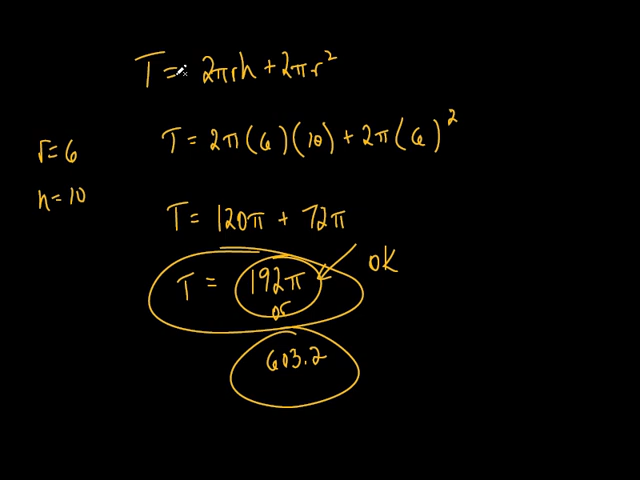 T = 2πrh + 2πr²
T = 2π(6)(10) + 2π(6)²
r = 6
h = 10
T = 120π + 72π
T = 192π
OK
or
603.2